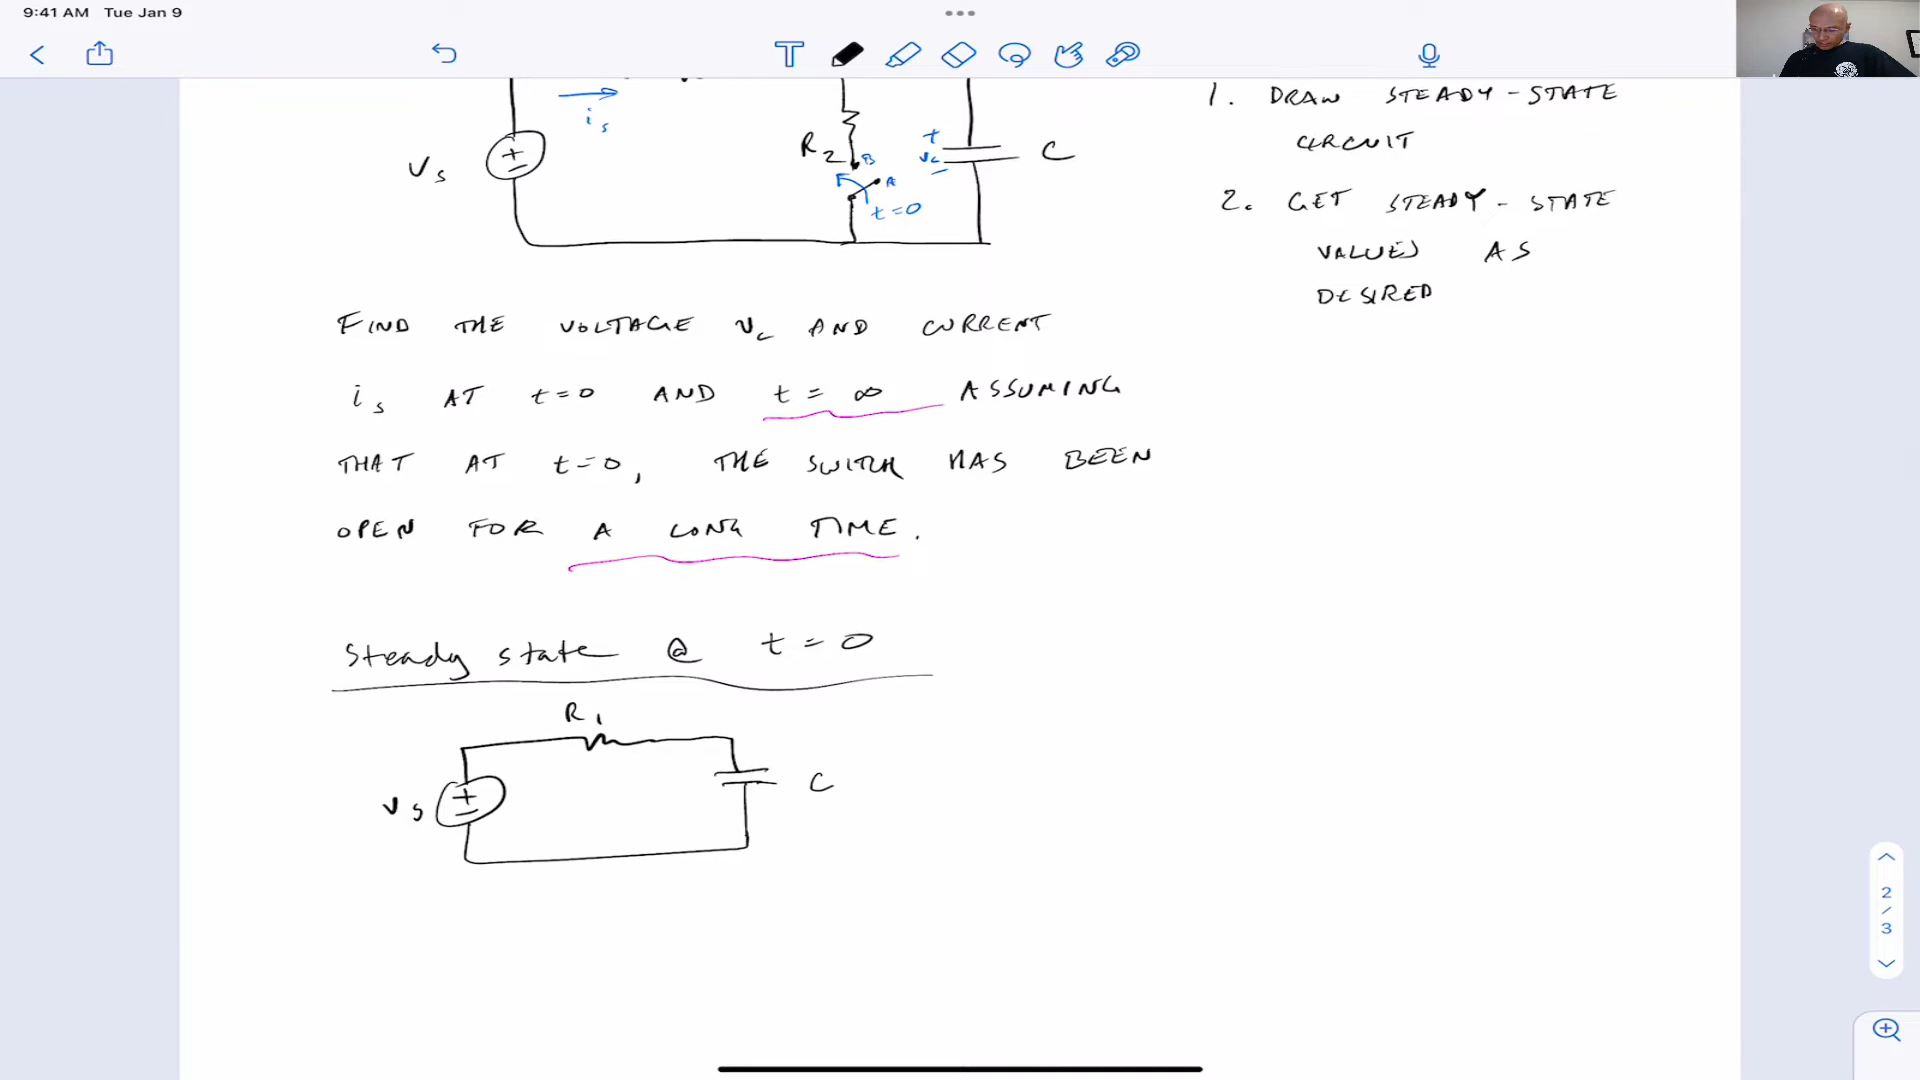 9:41 AM Tue Jan 9
i s
V s
+
-
R 2
B
A
t=0
+
v c
-
C
1. DRAW STEADY-STATE
CIRCUIT
2. GET STEADY-STATE
VALUES AS
DESIRED
FIND THE VOLTAGE v c AND CURRENT
i s AT t=0 AND t = ∞ ASSUMING
THAT AT t=0, THE SWITCH HAS BEEN
OPEN FOR A LONG TIME.
Steady state @ t = 0
R 1
v s
+
-
C
2
/
3